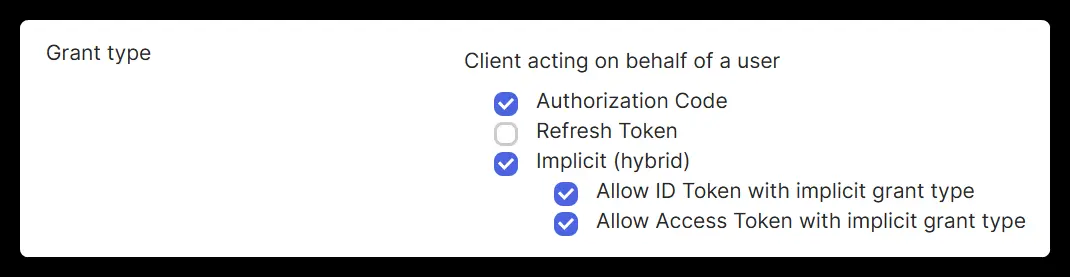 Grant type
Client acting on behalf of a user
Authorization Code
Refresh Token
Implicit (hybrid)
Allow ID Token with implicit grant type
Allow Access Token with implicit grant type